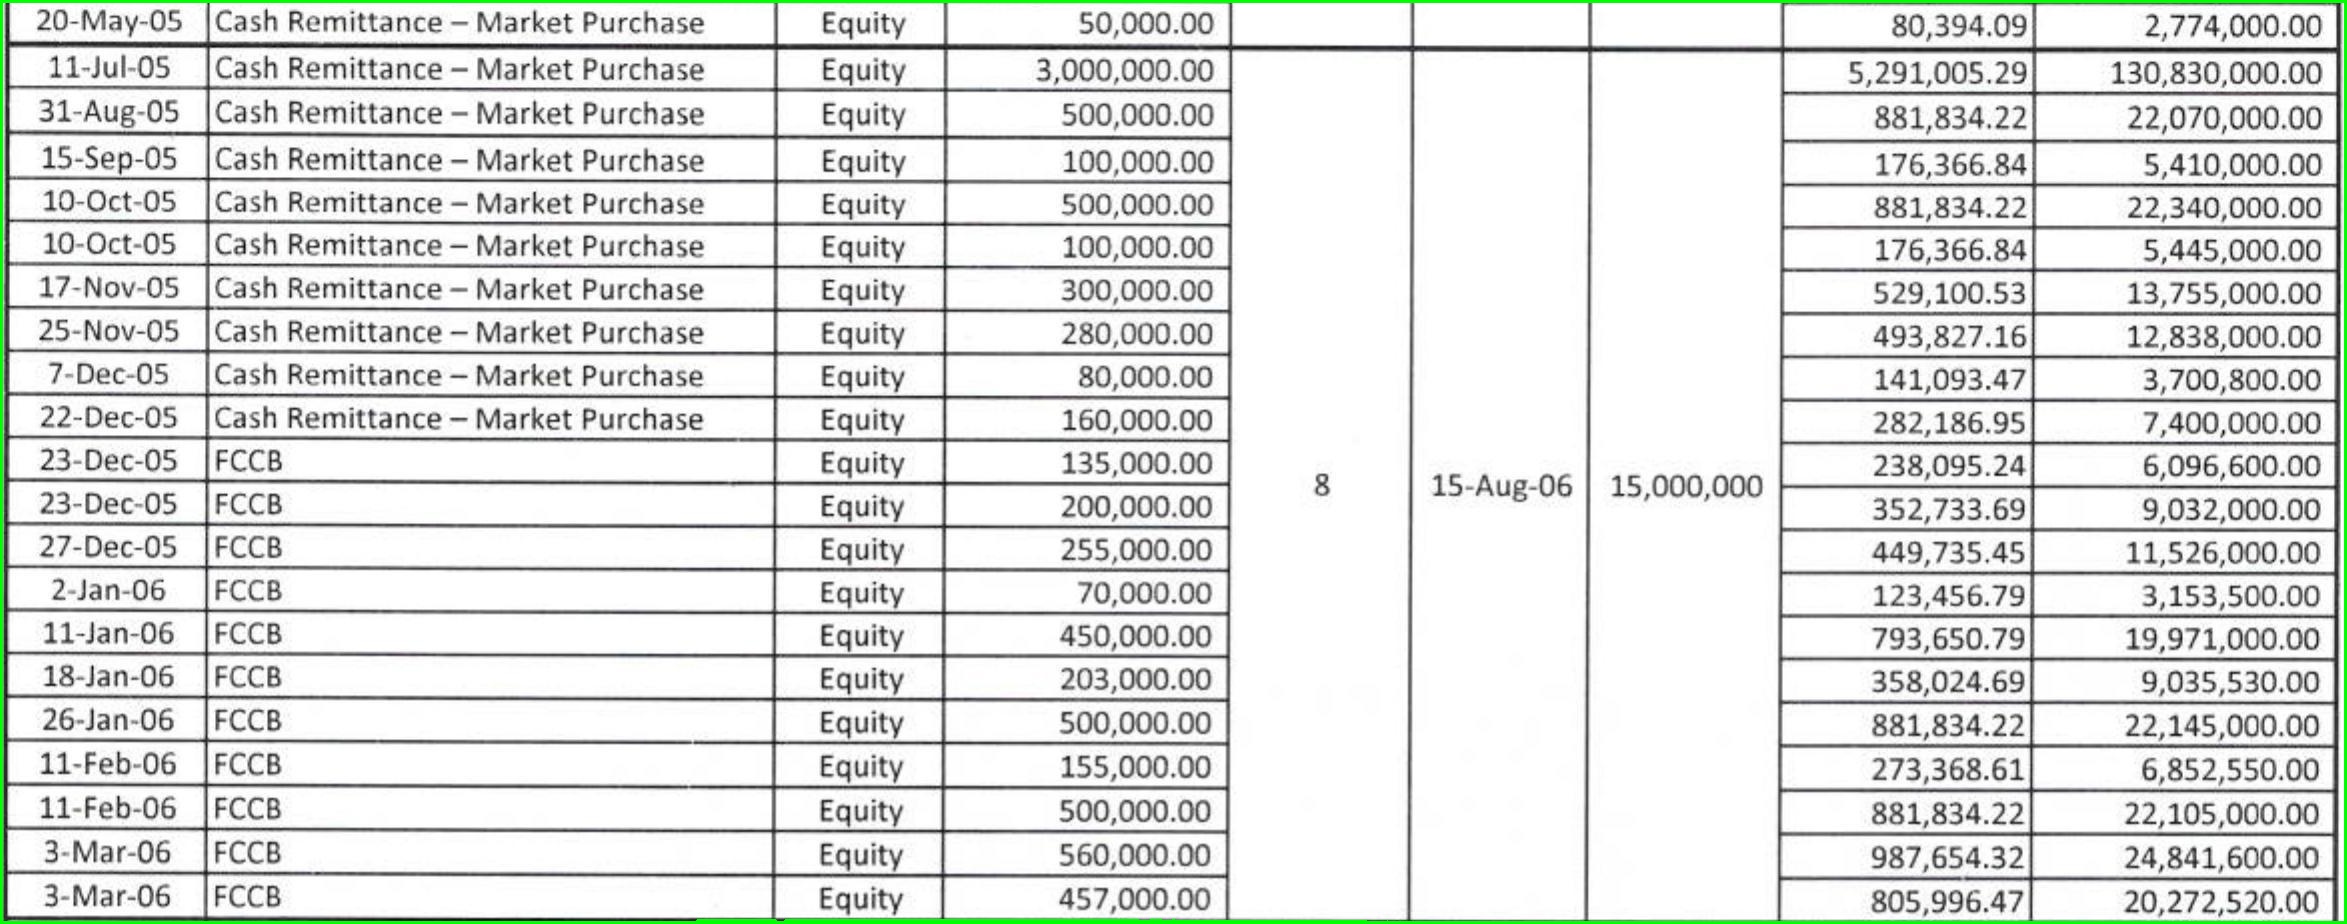 20-May-05 Cash Remittance – Market Purchase Equity 50,000.00 80,394.09 2,774,000.00
11-Jul-05 Cash Remittance – Market Purchase Equity 3,000,000.00 5,291,005.29 130,830,000.00
31-Aug-05 Cash Remittance – Market Purchase Equity 500,000.00 881,834.22 22,070,000.00
15-Sep-05 Cash Remittance – Market Purchase Equity 100,000.00 176,366.84 5,410,000.00
10-Oct-05 Cash Remittance – Market Purchase Equity 500,000.00 881,834.22 22,340,000.00
10-Oct-05 Cash Remittance – Market Purchase Equity 100,000.00 176,366.84 5,445,000.00
17-Nov-05 Cash Remittance – Market Purchase Equity 300,000.00 529,100.53 13,755,000.00
25-Nov-05 Cash Remittance – Market Purchase Equity 280,000.00 493,827.16 12,838,000.00
7-Dec-05 Cash Remittance – Market Purchase Equity 80,000.00 141,093.47 3,700,800.00
22-Dec-05 Cash Remittance – Market Purchase Equity 160,000.00 282,186.95 7,400,000.00
23-Dec-05 FCCB Equity 135,000.00 238,095.24 6,096,600.00
8 15-Aug-06 15,000,000
23-Dec-05 FCCB Equity 200,000.00 352,733.69 9,032,000.00
27-Dec-05 FCCB Equity 255,000.00 449,735.45 11,526,000.00
2-Jan-06 FCCB Equity 70,000.00 123,456.79 3,153,500.00
11-Jan-06 FCCB Equity 450,000.00 793,650.79 19,971,000.00
18-Jan-06 FCCB Equity 203,000.00 358,024.69 9,035,530.00
26-Jan-06 FCCB Equity 500,000.00 881,834.22 22,145,000.00
11-Feb-06 FCCB Equity 155,000.00 273,368.61 6,852,550.00
11-Feb-06 FCCB Equity 500,000.00 881,834.22 22,105,000.00
3-Mar-06 FCCB Equity 560,000.00 987,654.32 24,841,600.00
3-Mar-06 FCCB Equity 457,000.00 805,996.47 20,272,520.00